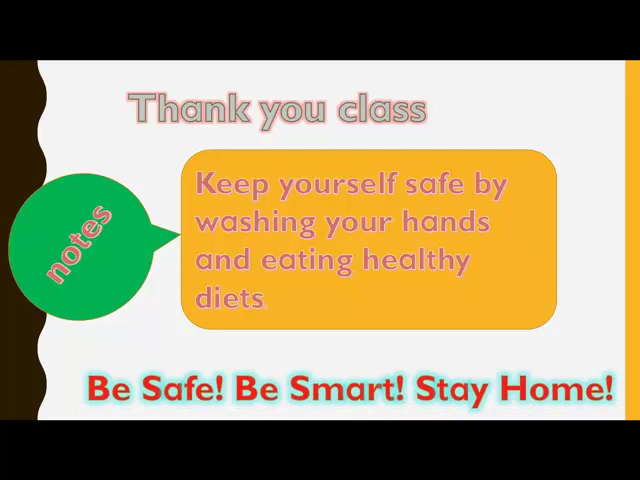 Thank you class
notes
Keep yourself safe by
washing your hands
and eating healthy
diets.
Be Safe! Be Smart! Stay Home!